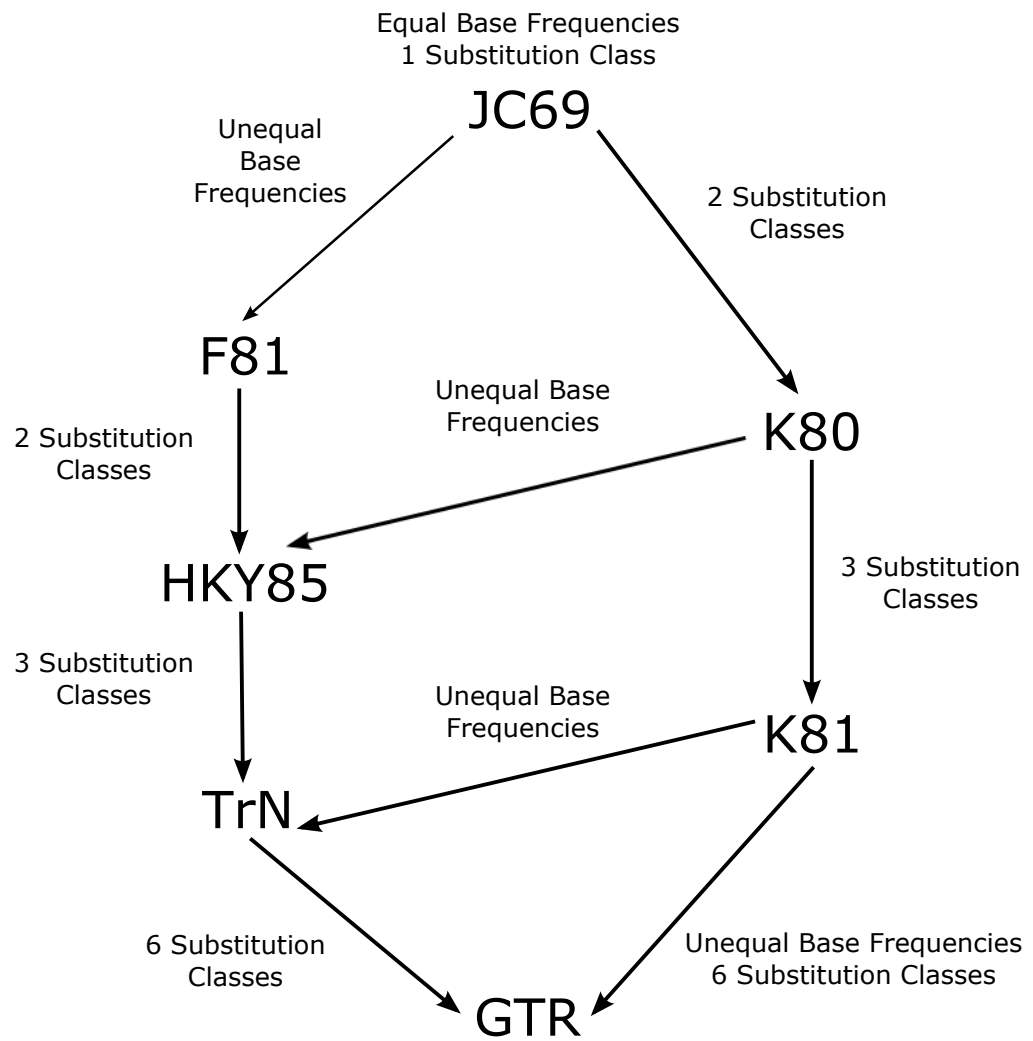 Equal Base Frequencies
1 Substitution Class
JC69
Unequal
Base
Frequencies
2 Substitution
Classes
F81
Unequal Base
Frequencies
K80
2 Substitution
Classes
HKY85
3 Substitution
Classes
3 Substitution
Classes
Unequal Base
Frequencies
K81
TrN
6 Substitution
Classes
Unequal Base Frequencies
6 Substitution Classes
GTR